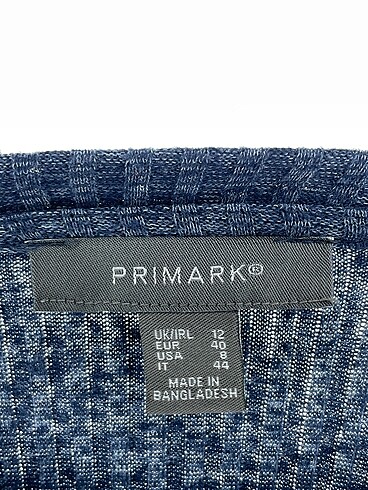 PRIMARK®
UK/IRL 12
EUR 40
USA 8
IT 44
MADE IN
BANGLADESH